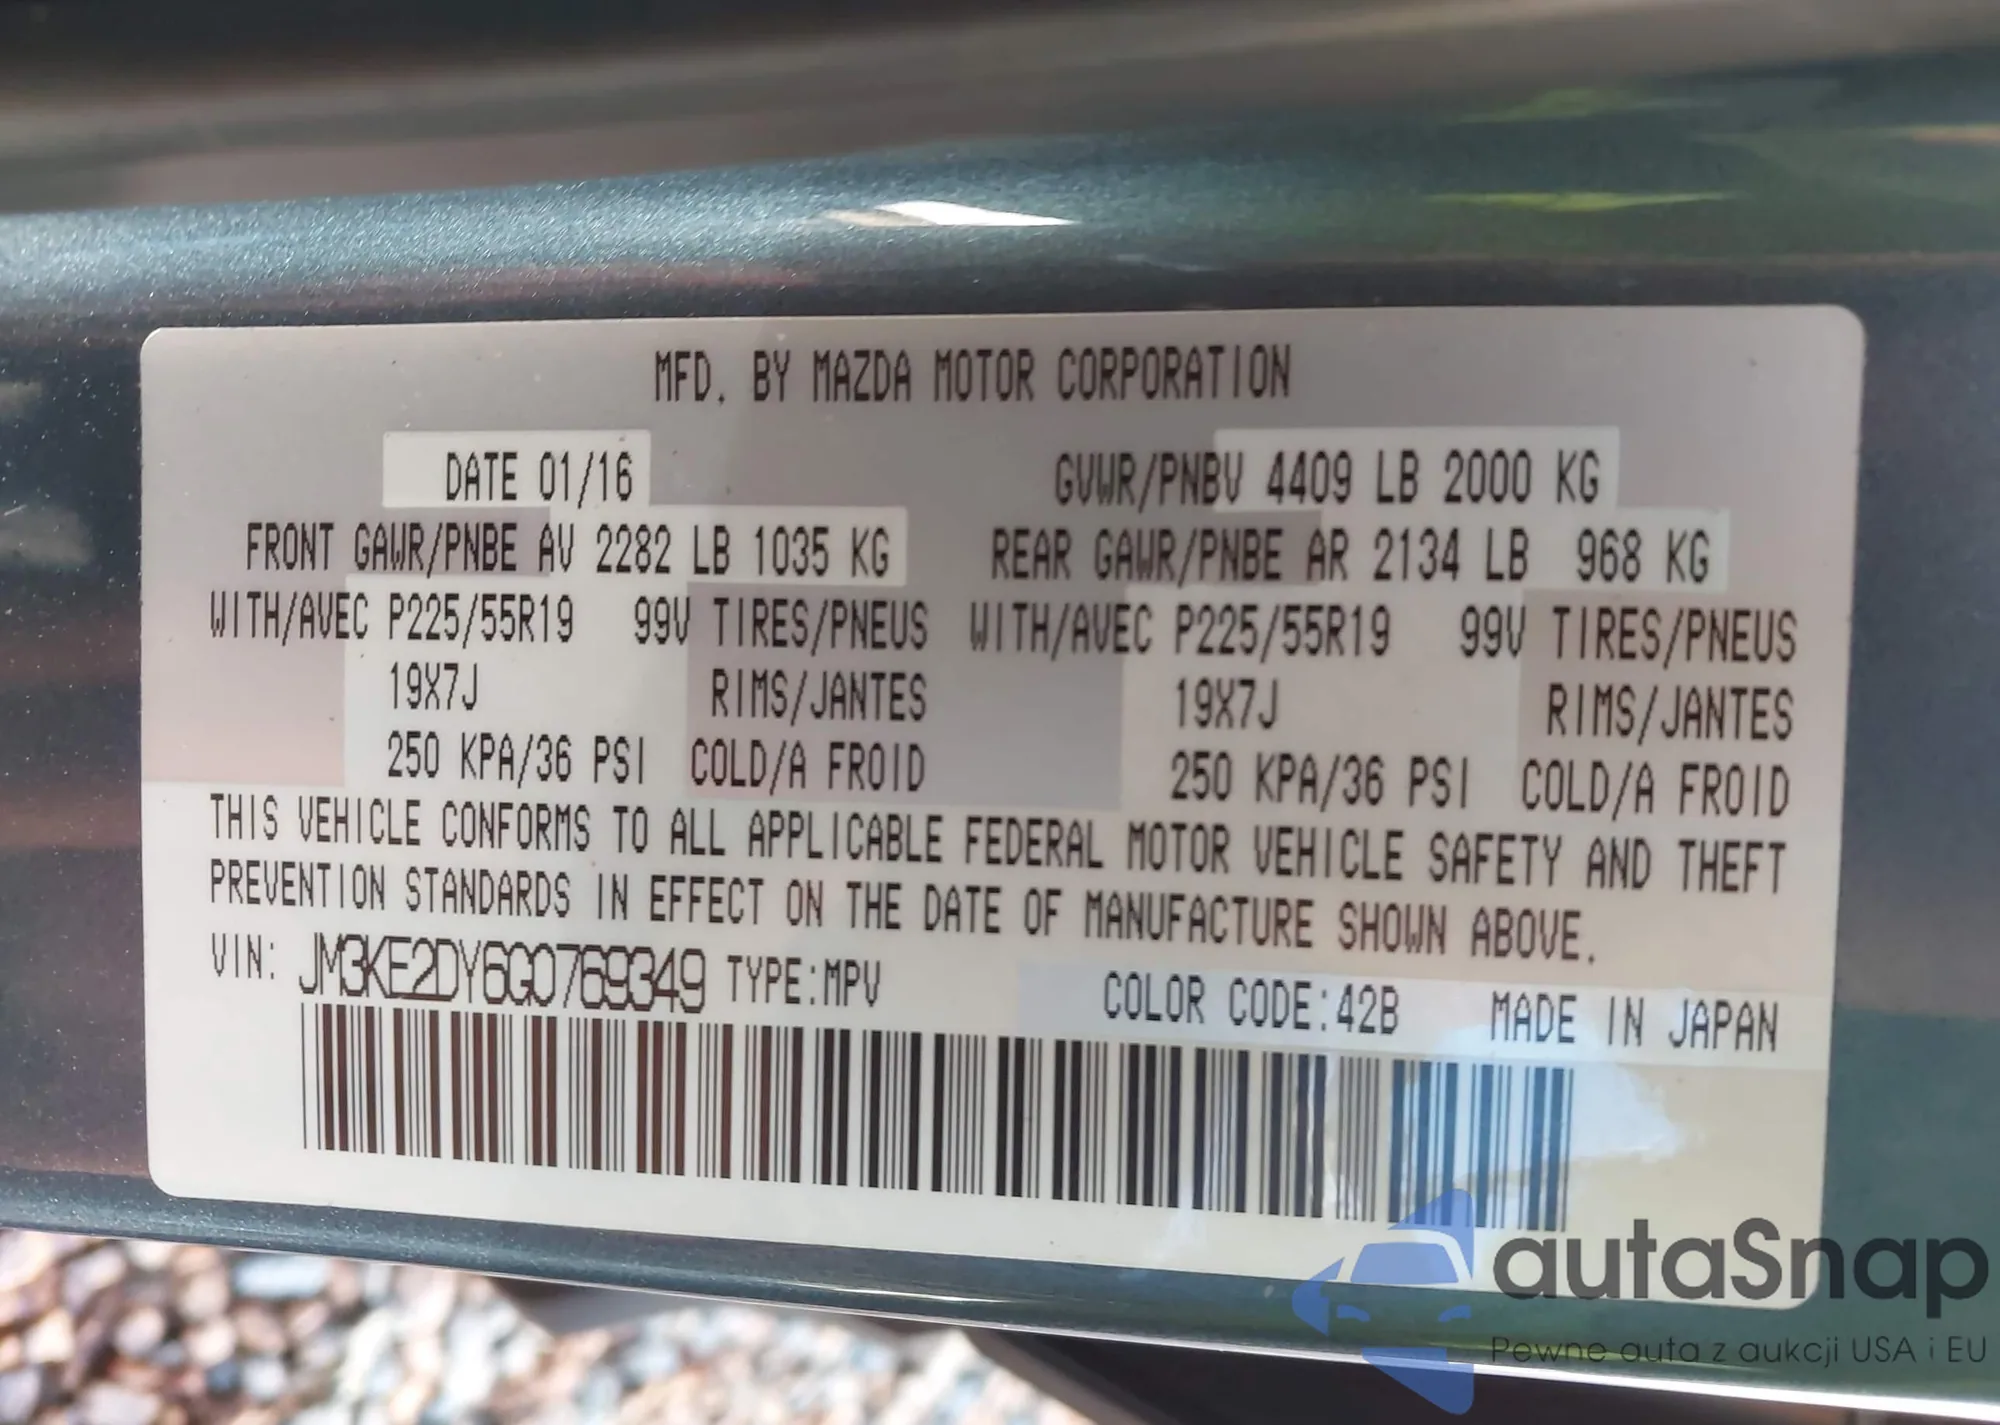 MFD. BY MAZDA MOTOR CORPORATION
DATE 01/16 GVWR/PNBV 4409 LB 2000 KG
FRONT GAWR/PNBE AV 2282 LB 1035 KG REAR GAWR/PNBE AR 2134 LB 968 KG
WITH/AVEC P225/55R19 99V TIRES/PNEUS WITH/AVEC P225/55R19 99V TIRES/PNEUS
19X7J RIMS/JANTES 19X7J RIMS/JANTES
250 KPA/36 PSI COLD/A FROID 250 KPA/36 PSI COLD/A FROID
THIS VEHICLE CONFORMS TO ALL APPLICABLE FEDERAL MOTOR VEHICLE SAFETY AND THEFT
PREVENTION STANDARDS IN EFFECT ON THE DATE OF MANUFACTURE SHOWN ABOVE.
VIN: JM3KE2DY6G0769349 TYPE:MPV COLOR CODE:42B MADE IN JAPAN
autaSnap
Pewne auta z aukcji USA i EU